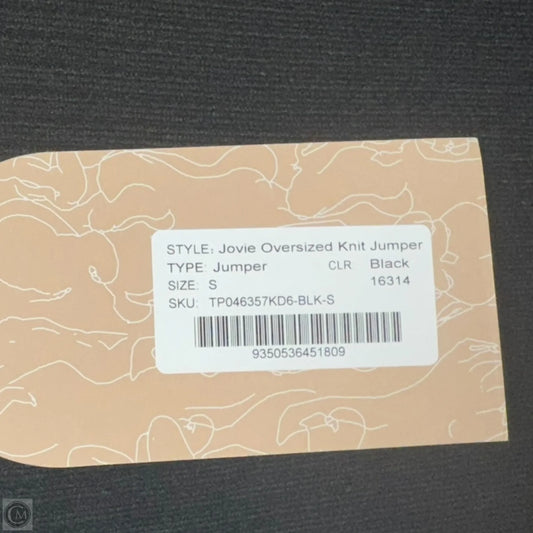 STYLE: Jovie Oversized Knit Jumper
TYPE: Jumper CLR: Black
SIZE: S 16314
SKU: TP046357KD6-BLK-S
9350536451809